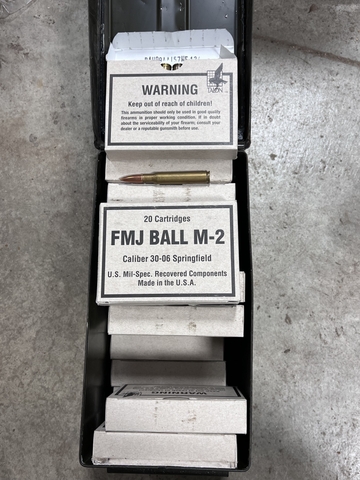 TALON
WARNING
Keep out of reach of children!
This ammunition should only be used in good quality
firearms in proper working condition. If in doubt
about the serviceability of your firearm; consult your
dealer or a reputable gunsmith before use.
20 Cartridges
FMJ BALL M-2
Caliber 30-06 Springfield
U.S. Mil-Spec. Recovered Components
Made in the U.S.A.
WARNING